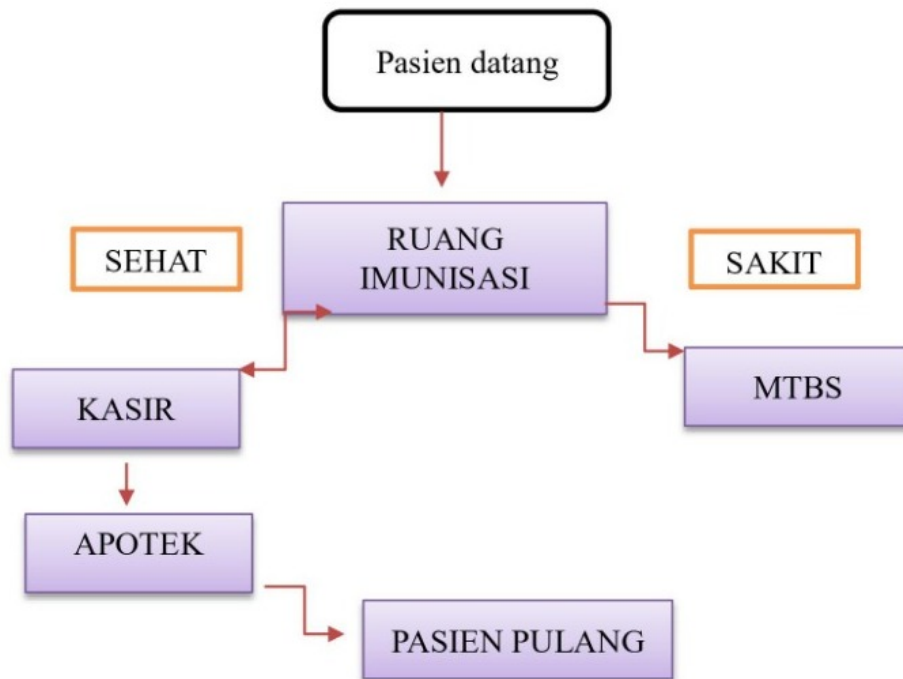 Pasien datang
RUANG
IMUNISASI
SEHAT
SAKIT
KASIR
MTBS
APOTEK
PASIEN PULANG